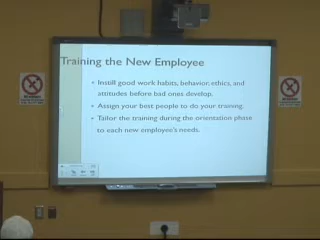 Training the New Employee
• Instill good work habits, behavior, ethics, and
attitudes before bad ones develop.
• Assign your best people to do your training.
• Tailor the training during the orientation phase
to each new employee's needs.